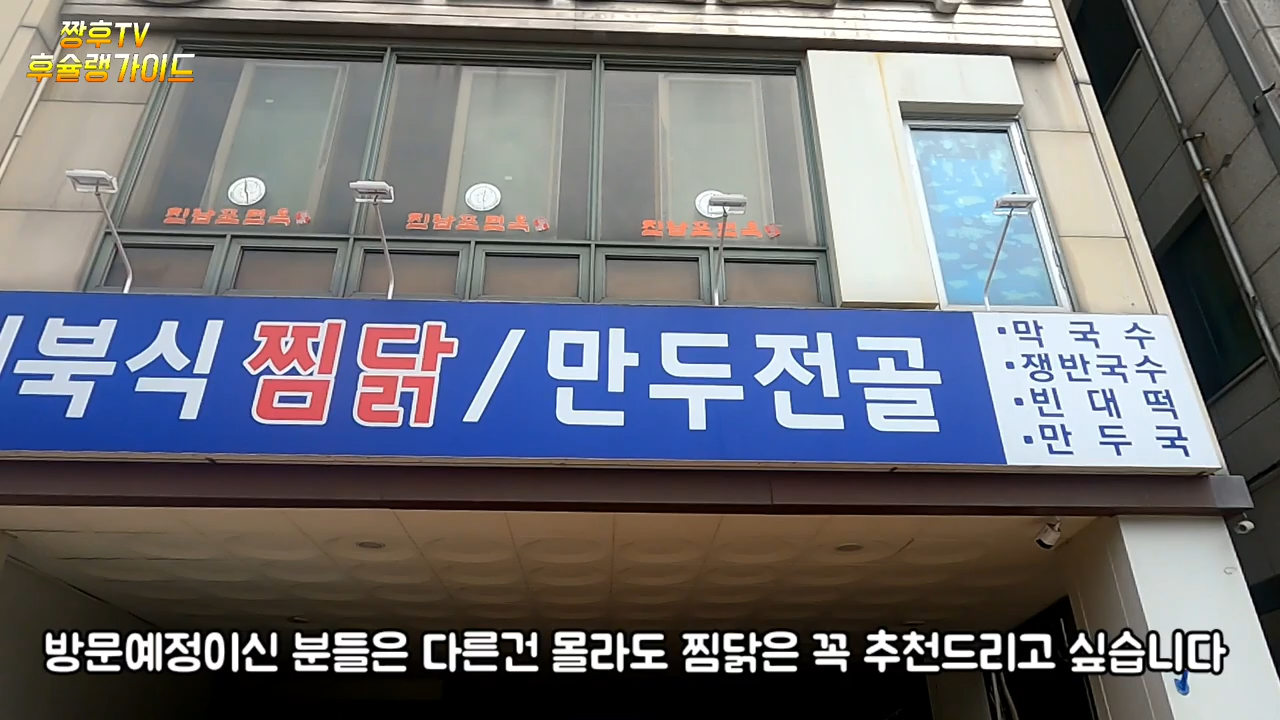 짱후TV
후슐랭 가이드
북식 찜닭 / 만두전골
·막국수
·쟁반국수
·빈대떡
·만두국
방문예정이신 분들은 다른건 몰라도 찜닭은 꼭 추천드리고 싶습니다